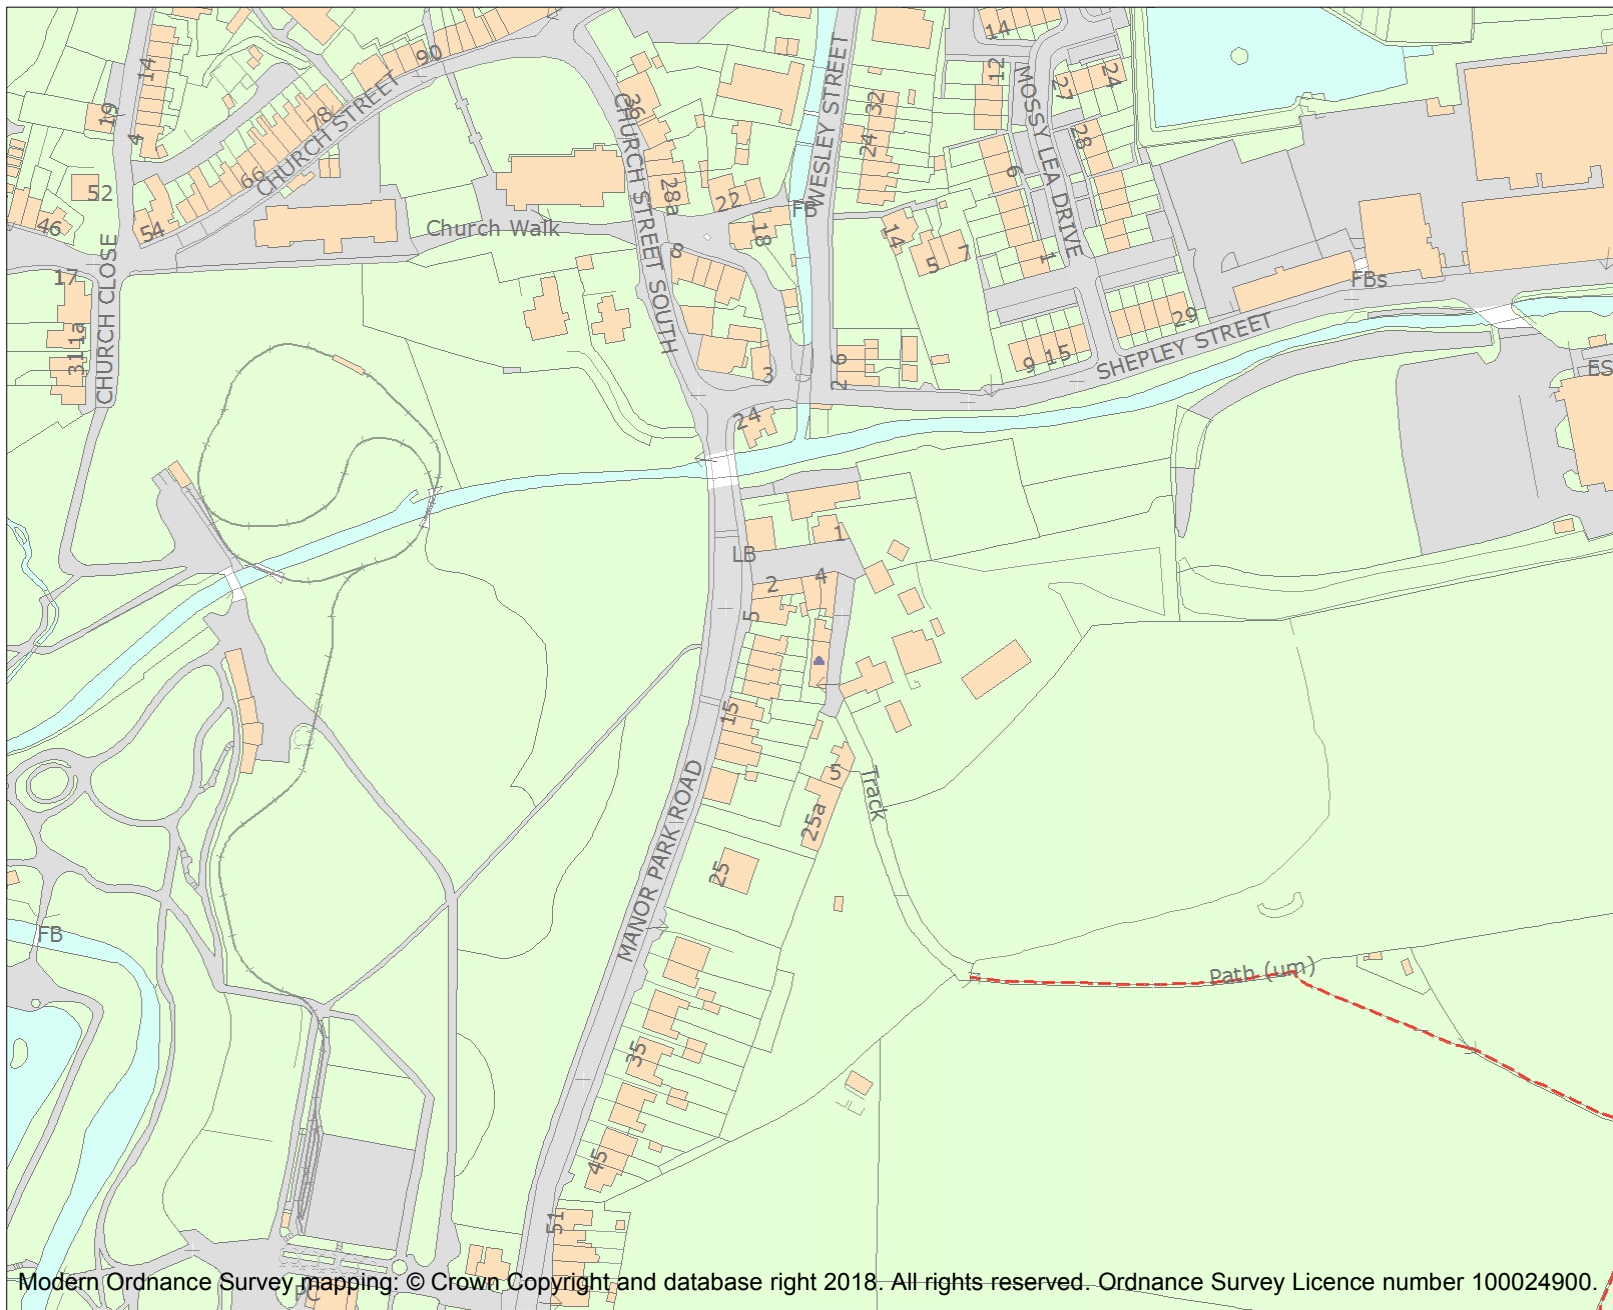 14
90
14
12
MOSSY LEA DRIVE
27
24
19
4
78
CHURCH STREET
36
CHURCH STREET SOUTH
WESLEY STREET
32
24
28
66
6
52
28a
22
FB
46
54
Church Walk
18
14
7
5
1
8
CHURCH CLOSE
17
FBs
29
SHEPLEY STREET
1a
31
6
2
9
15
3
ES
24
LB
1
2
4
5
15
MANOR PARK ROAD
5
Track
25a
25
FB
Path (um)
35
45
51
PC
Modern Ordnance Survey mapping: © Crown Copyright and database right 2018. All rights reserved. Ordnance Survey Licence number 100024900.